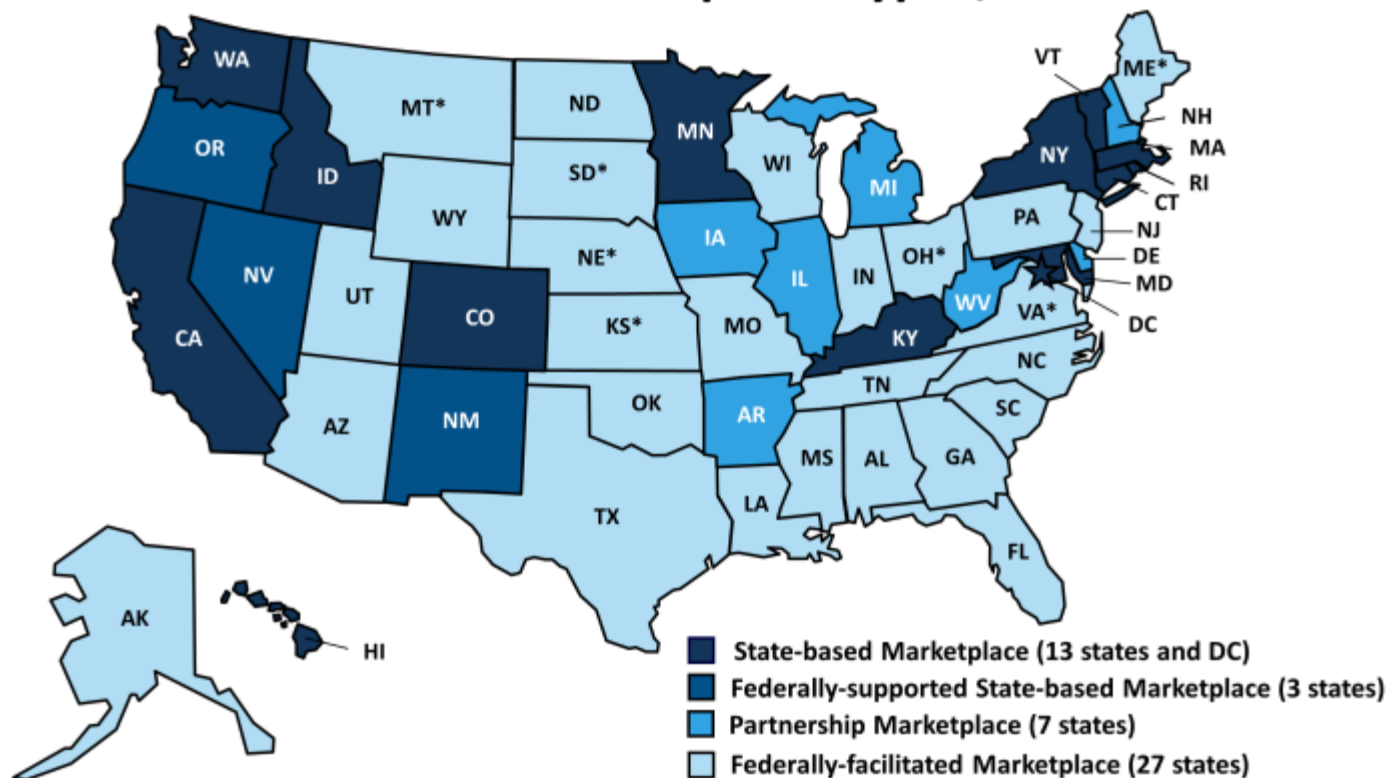 WA
MT*
ND
MN
VT
ME*
NH
MA
RI
CT
OR
ID
SD*
WI
MI
NY
WY
IA
PA
NJ
DE
MD
DC
NV
UT
NE*
IL
IN
OH*
WV
VA*
CA
CO
KS*
MO
KY
NC
TN
AZ
NM
OK
AR
SC
MS
AL
GA
TX
LA
FL
AK
HI
State-based Marketplace (13 states and DC)
Federally-supported State-based Marketplace (3 states)
Partnership Marketplace (7 states)
Federally-facilitated Marketplace (27 states)